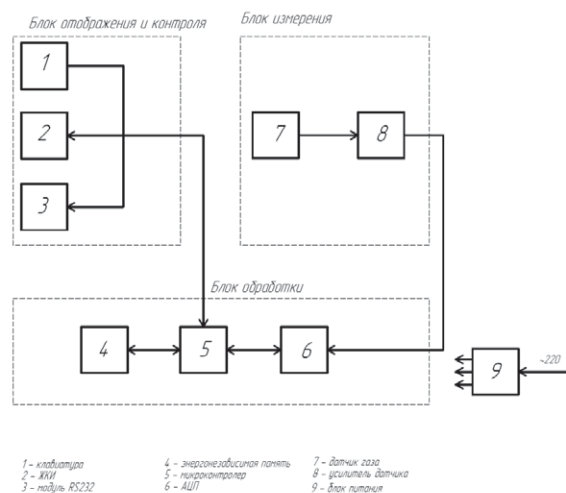 Блок отображения и контроля
Блок измерения
1
2
3
7
8
Блок обработки
4
5
6
9
~220
1 - клавиатура
2 - ЖКИ
3 - модуль RS232
4 - энергонезависимая память
5 - микроконтролер
6 - АЦП
7 - датчик газа
8 - усилитель датчика
9 - блок питания